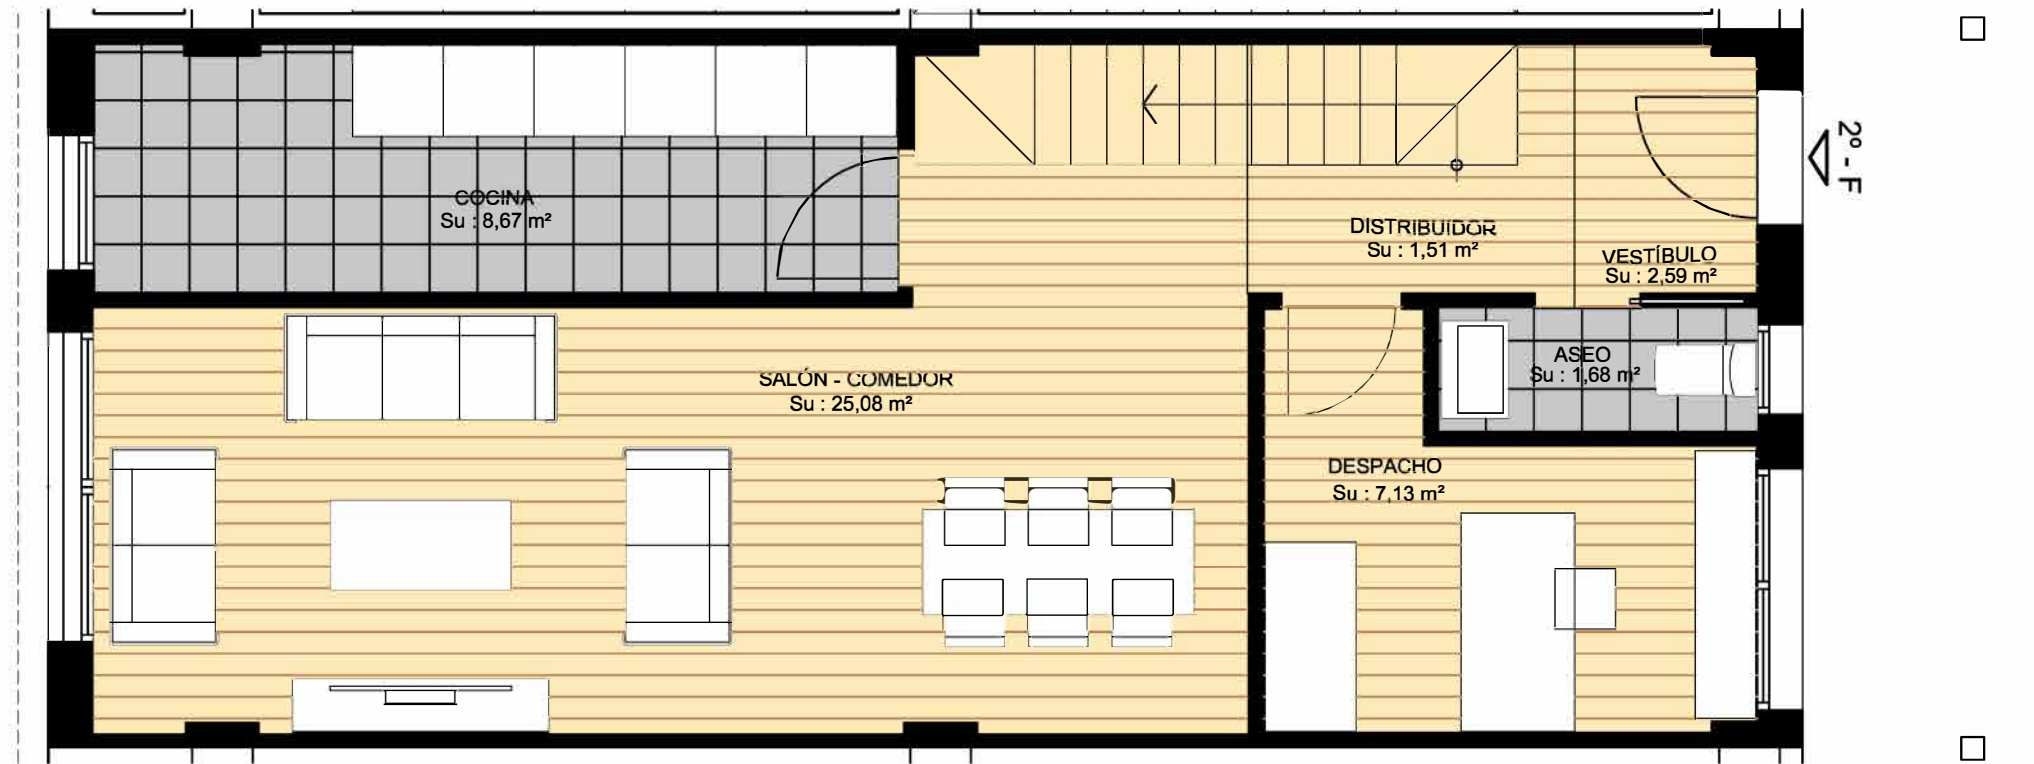 COCINA
Su : 8,67 m²
DISTRIBUIDOR
Su : 1,51 m²
VESTÍBULO
Su : 2,59 m²
2º - F
SALÓN - COMEDOR
Su : 25,08 m²
ASEO
Su : 1,68 m²
DESPACHO
Su : 7,13 m²